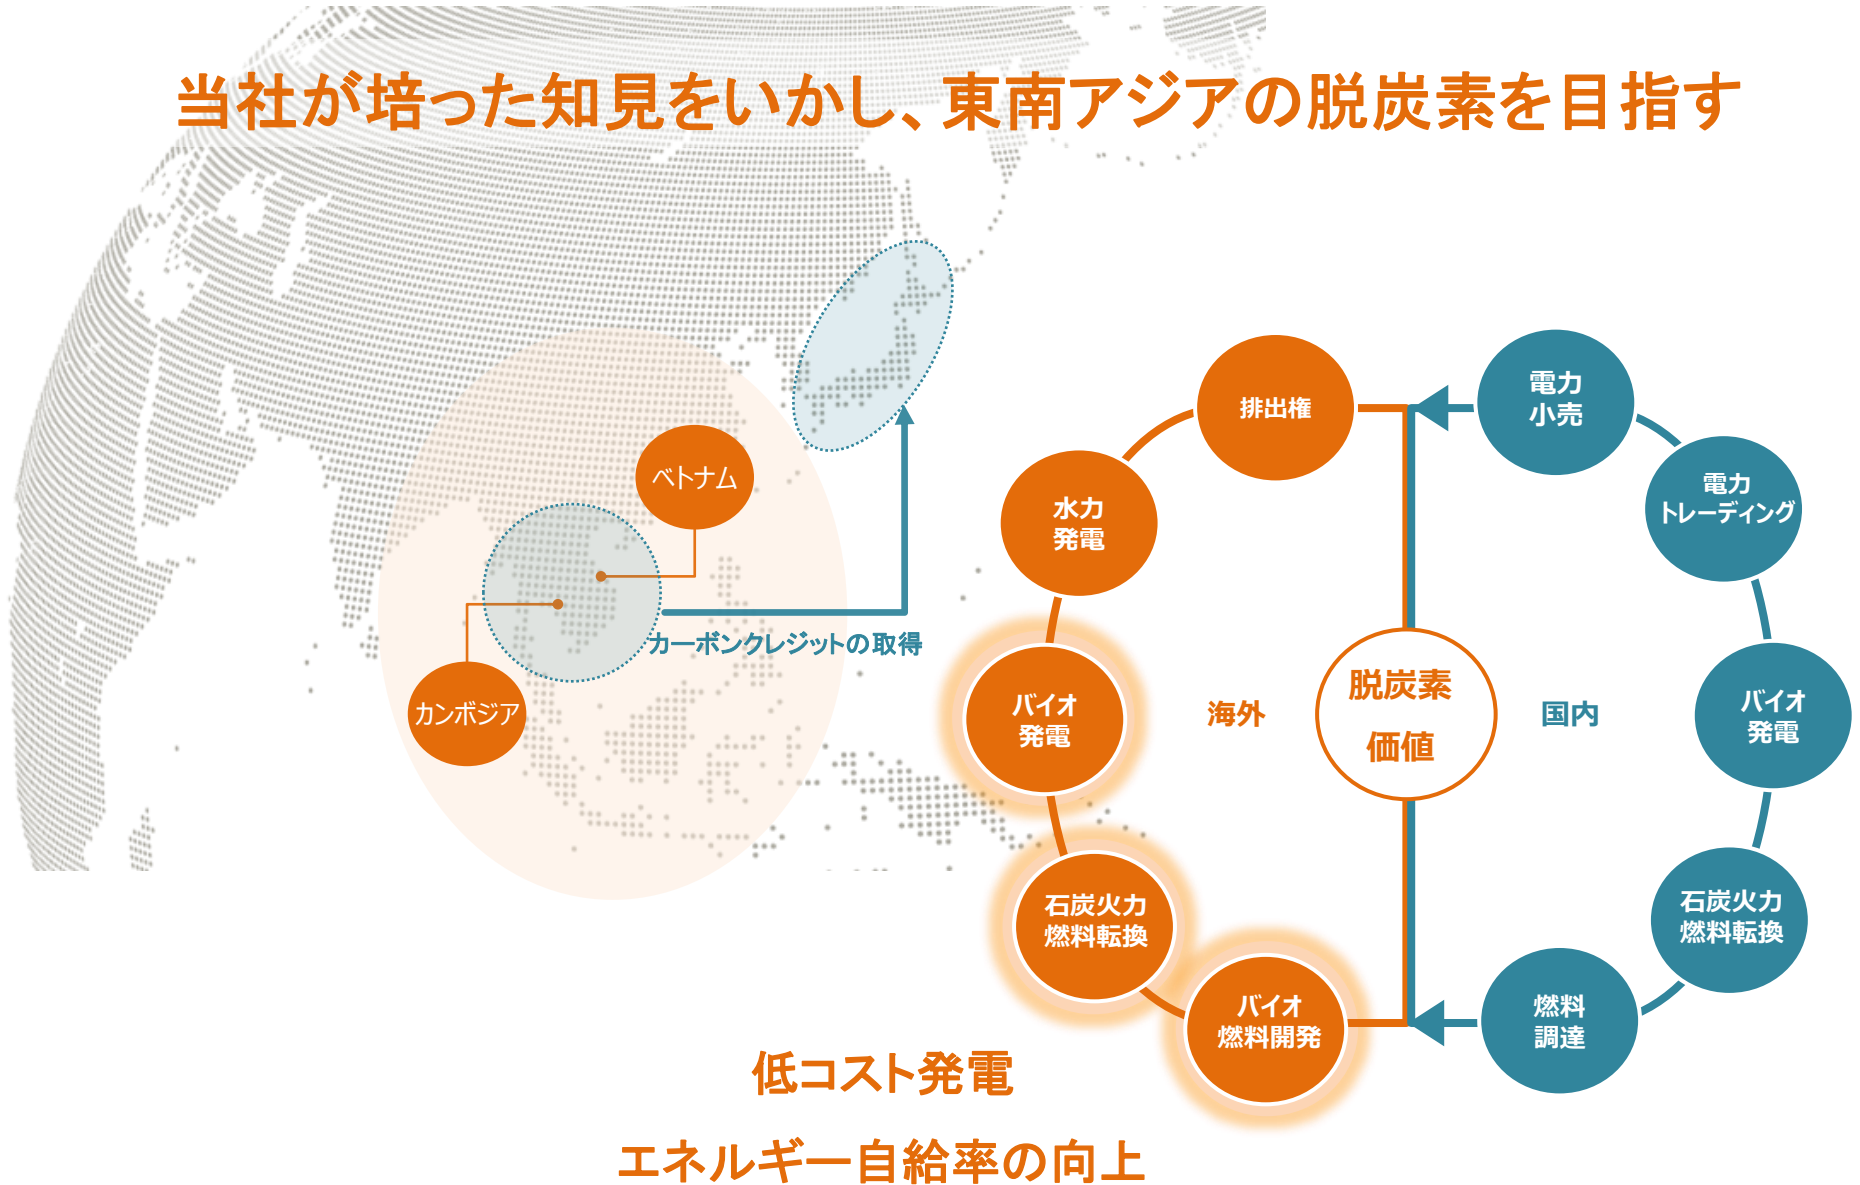 当社が培った知見をいかし、東南アジアの脱炭素を目指す
ベトナム
カンボジア
カーボンクレジットの取得
排出権
水力
発電
バイオ
発電
石炭火力
燃料転換
バイオ
燃料開発
海外
脱炭素
価値
国内
電力
小売
電力
トレーディング
バイオ
発電
石炭火力
燃料転換
燃料
調達
低コスト発電
エネルギー自給率の向上